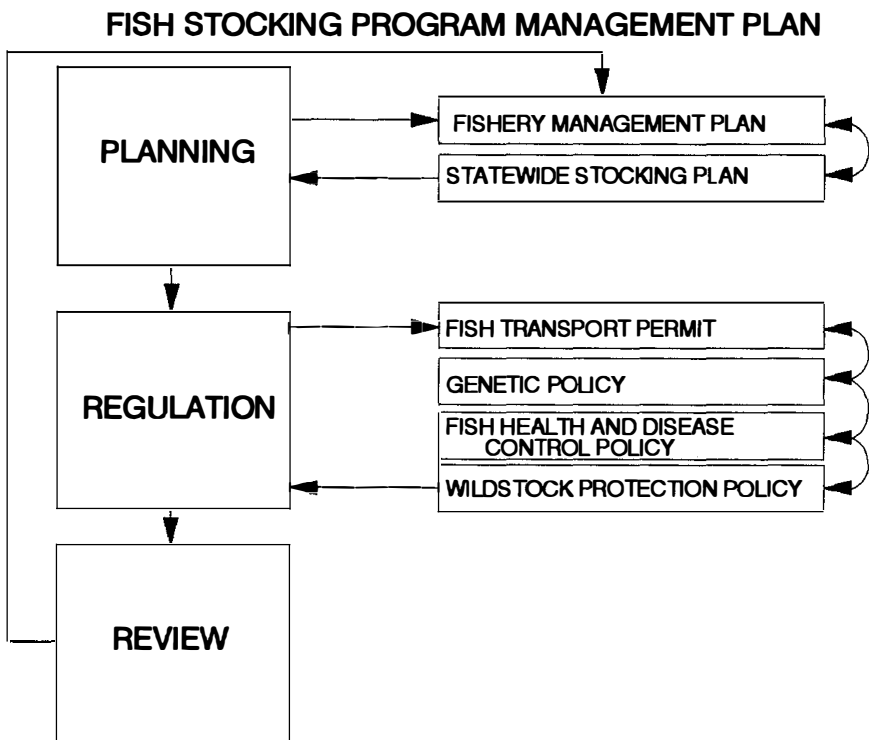 FISH STOCKING PROGRAM MANAGEMENT PLAN
PLANNING
FISHERY MANAGEMENT PLAN
STATEWIDE STOCKING PLAN
REGULATION
FISH TRANSPORT PERMIT
GENETIC POLICY
FISH HEALTH AND DISEASE
CONTROL POLICY
WILDSTOCK PROTECTION POLICY
REVIEW